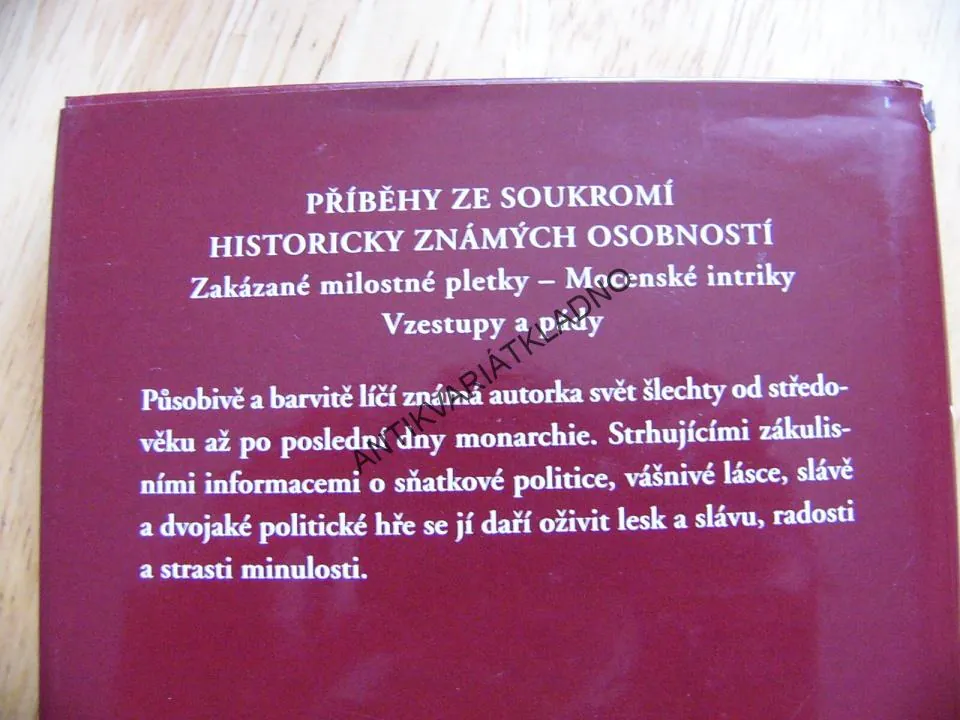 PŘÍBĚHY ZE SOUKROMÍ
HISTORICKY ZNÁMÝCH OSOBNOSTÍ
Zakázané milostné pletky – Mocenské intriky
Vzestupy a pády
Působivě a barvitě líčí známá autorka svět šlechty od středo-
věku až po poslední dny monarchie. Strhujícími zákulis-
ními informacemi o sňatkové politice, vášnivé lásce, slávě
a dvojaké politické hře se jí daří oživit lesk a slávu, radosti
a strasti minulosti.
ANTIKVARIÁTKLADNO